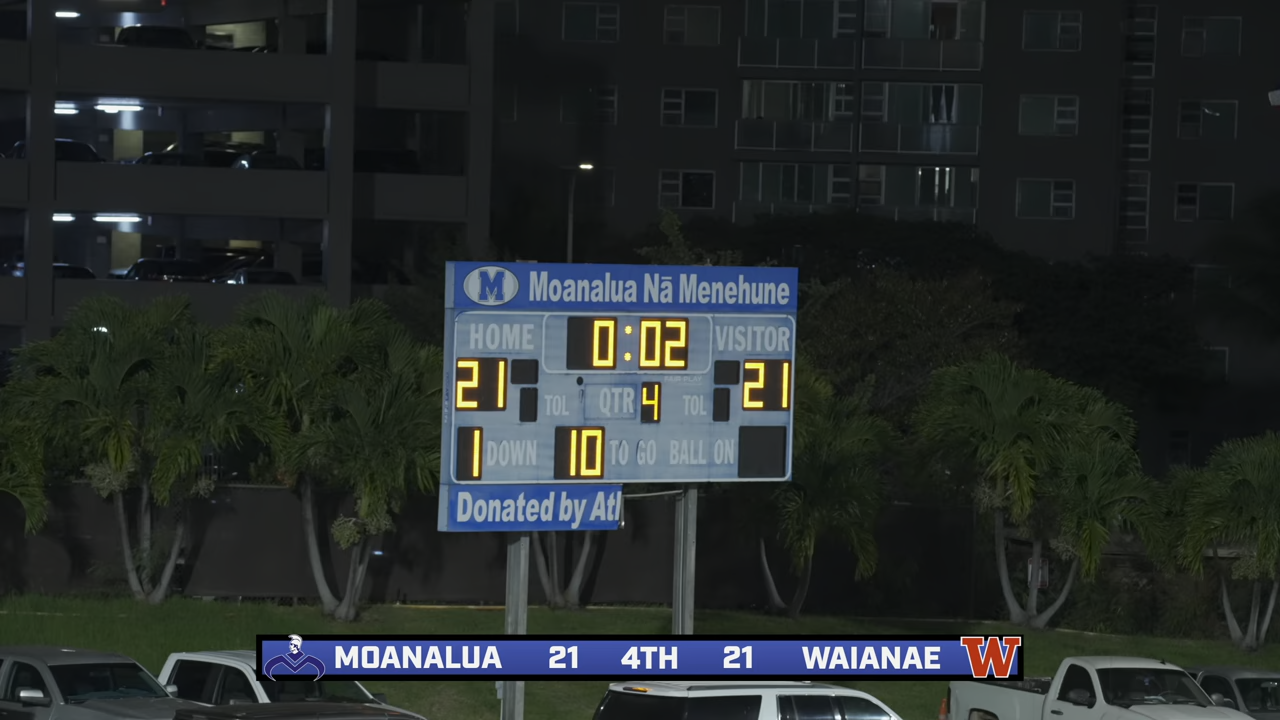 M Moanalua Nā Menehune
HOME 0:02 VISITOR
21 21
TOL QTR 4 TOL
1 DOWN 10 TO GO BALL ON
Donated by Atl
MOANALUA 21 4TH 21 WAIANAE W